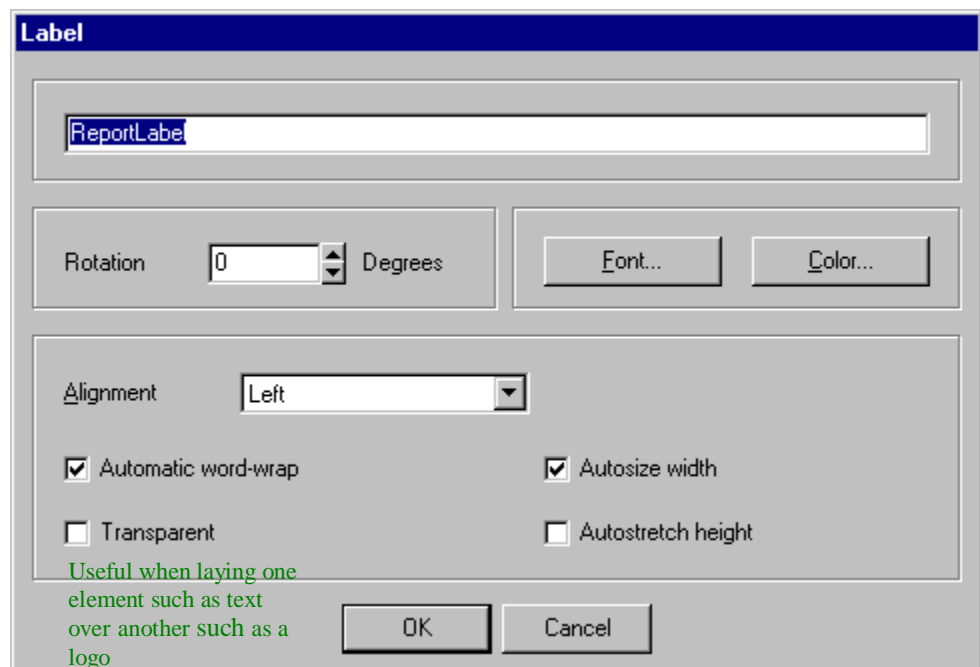 Label
ReportLabel
Rotation 0 Degrees Font... Color...
Alignment Left
Automatic word-wrap Autosize width
Transparent Autostretch height
Useful when laying one
element such as text
over another such as a
logo
OK Cancel